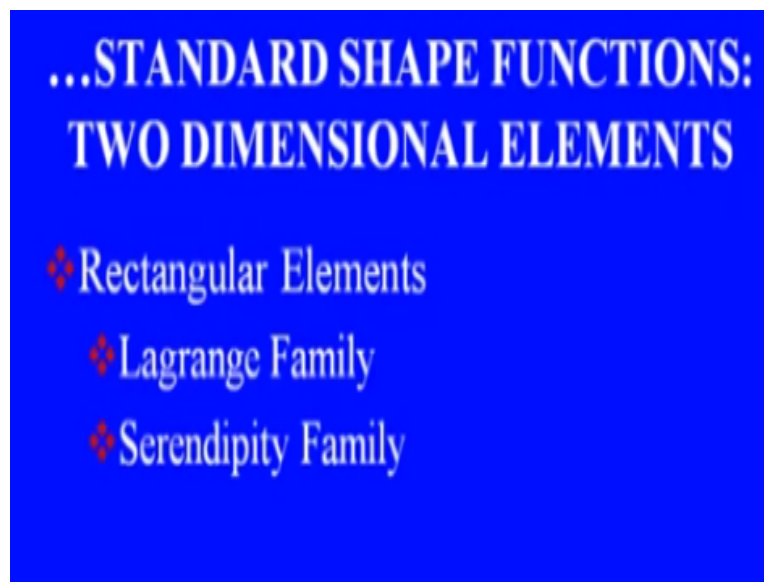 ...STANDARD SHAPE FUNCTIONS:
TWO DIMENSIONAL ELEMENTS
Rectangular Elements
Lagrange Family
Serendipity Family